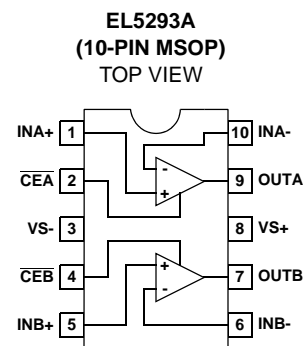 EL5293A
(10-PIN MSOP)
TOP VIEW
INA+ 1 10 INA-
CEA 2 9 OUTA
VS- 3 8 VS+
CEB 4 7 OUTB
INB+ 5 6 INB-
-
+
+
-